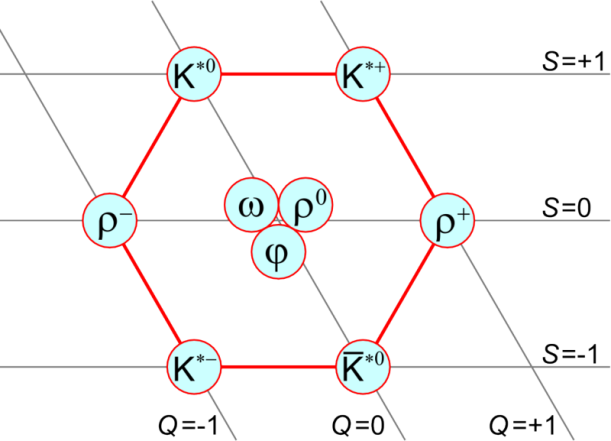 K*0 K*+ S=+1
ρ− ω ρ0 φ ρ+ S=0
K*− K̅*0 S=-1
Q=-1 Q=0 Q=+1